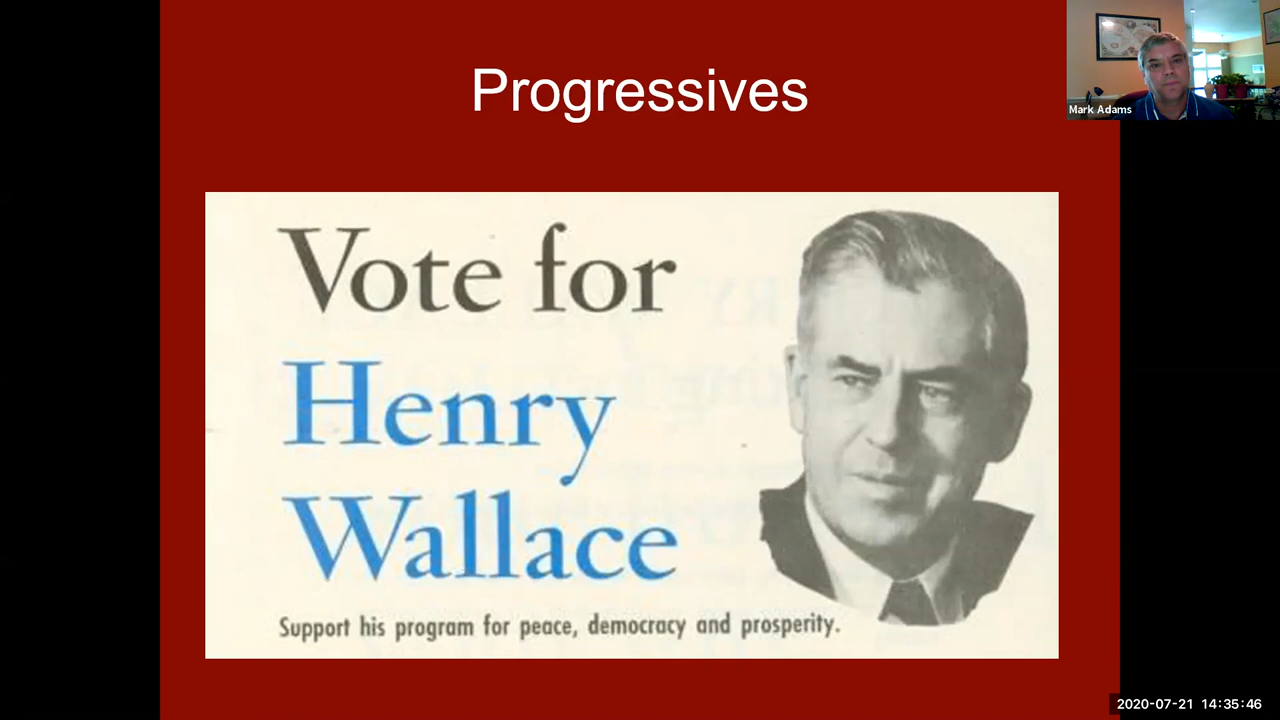 Progressives
Mark Adams
Vote for
Henry
Wallace
Support his program for peace, democracy and prosperity.
2020-07-21 14:35:46